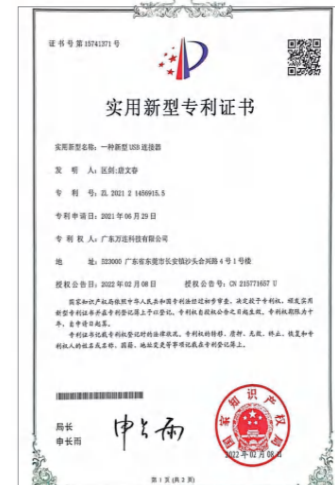 证书号第15741371号
实用新型专利证书
实用新型名称：一种新型USB连接器
发 明 人：匡剑;唐文春
专 利 号：ZL 2021 2 1456915.5
专利申请日：2021年06月29日
专 利 权 人：广东万连科技有限公司
地 址：523000 广东省东莞市长安镇沙头合兴路4号1号楼
授权公告日：2022年02月08日 授权公告号：CN 215771657 U
国家知识产权局依照中华人民共和国专利法经过初步审查，决定授予专利权，颁发实用
新型专利证书并在专利登记簿上予以登记。专利权自授权公告之日起生效。专利权期限为十
年，自申请日起算。
专利证书记载专利权登记时的法律状况。专利权的转移、质押、无效、终止、恢复和专
利权人的姓名或名称、国籍、地址变更等事项记载在专利登记簿上。
局长
申长雨
申长雨
国家知识产权局
2022年02月08日
第 1 页 (共 2 页)